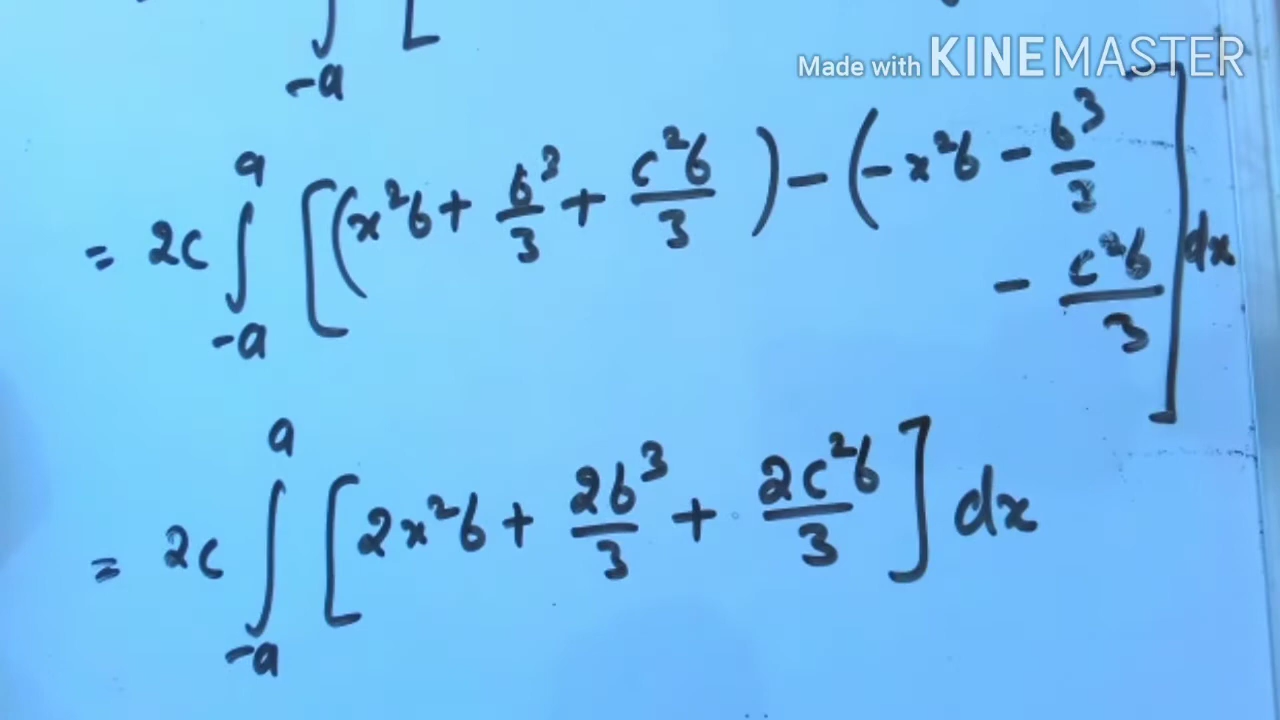 ∫ [
-a
Made with KINEMASTER
= 2c ∫_{-a}^{a} [ (x²b + b³/3 + c²b/3) - (-x²b - b³/3
- c²b/3 ] dx
= 2c ∫_{-a}^{a} [ 2x²b + 2b³/3 + 2c²b/3 ] dx